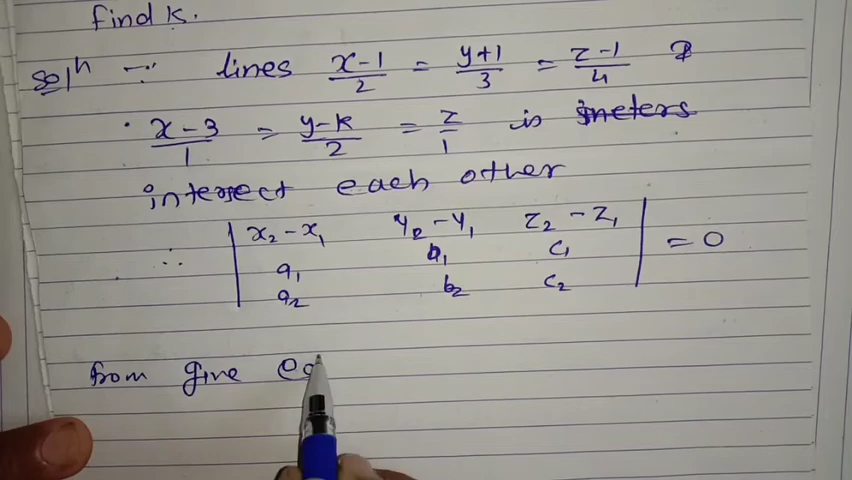 find k.
Solⁿ ∵ lines x-1/2 = y+1/3 = z-1/4 &
x-3/1 = y-k/2 = z/1 is
intersect each other
∴ | x₂-x₁ y₂-y₁ z₂-z₁ | = 0
a₁ b₁ c₁
a₂ b₂ c₂
from give eq